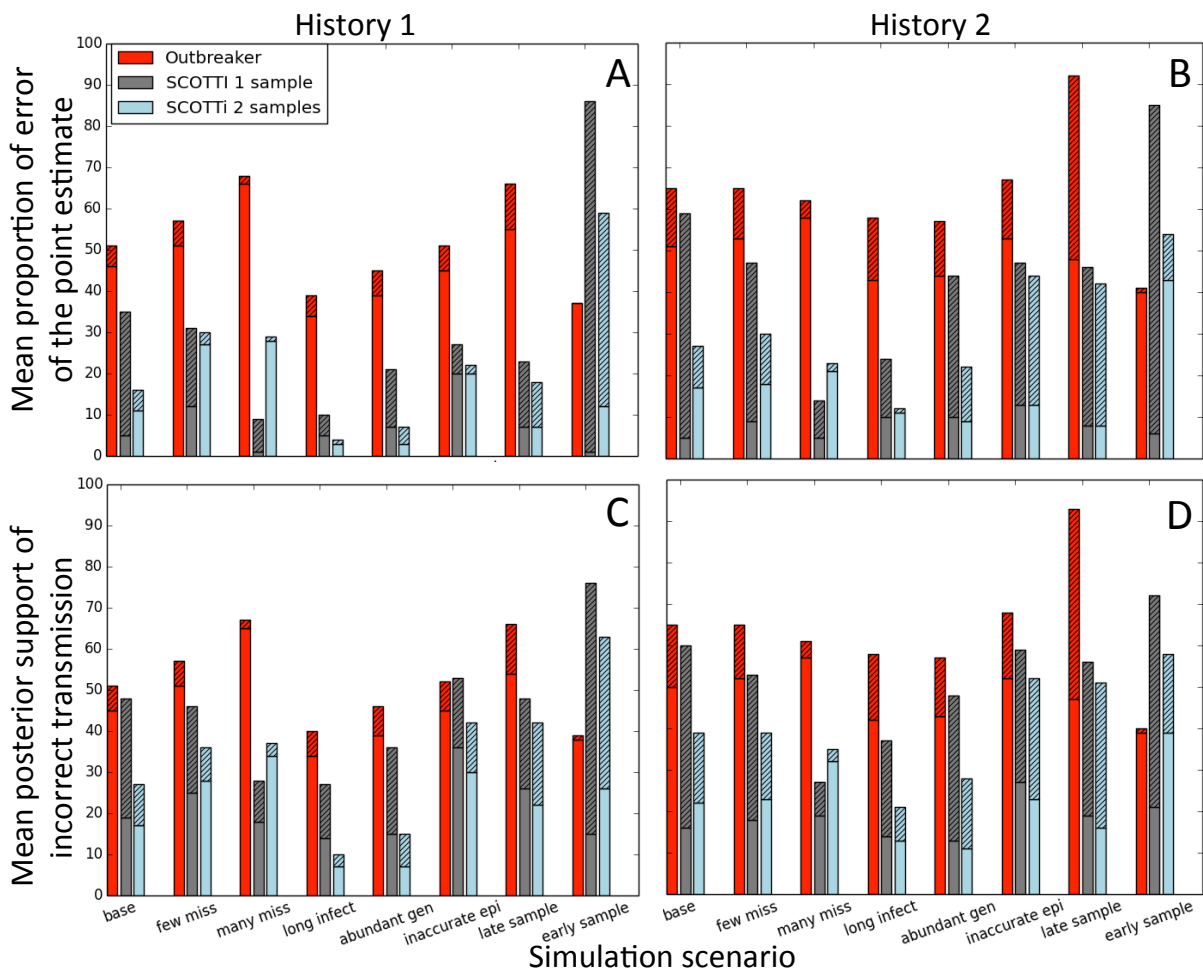 History 1
History 2
Mean proportion of error
of the point estimate
100
90
80
70
60
50
40
30
20
10
0
Outbreaker
SCOTTI 1 sample
SCOTTi 2 samples
A
B
Mean posterior support of
incorrect transmission
100
90
80
70
60
50
40
30
20
10
0
C
D
base
few miss
many miss
long infect
abundant gen
inaccurate epi
late sample
early sample
base
few miss
many miss
long infect
abundant gen
inaccurate epi
late sample
early sample
Simulation scenario